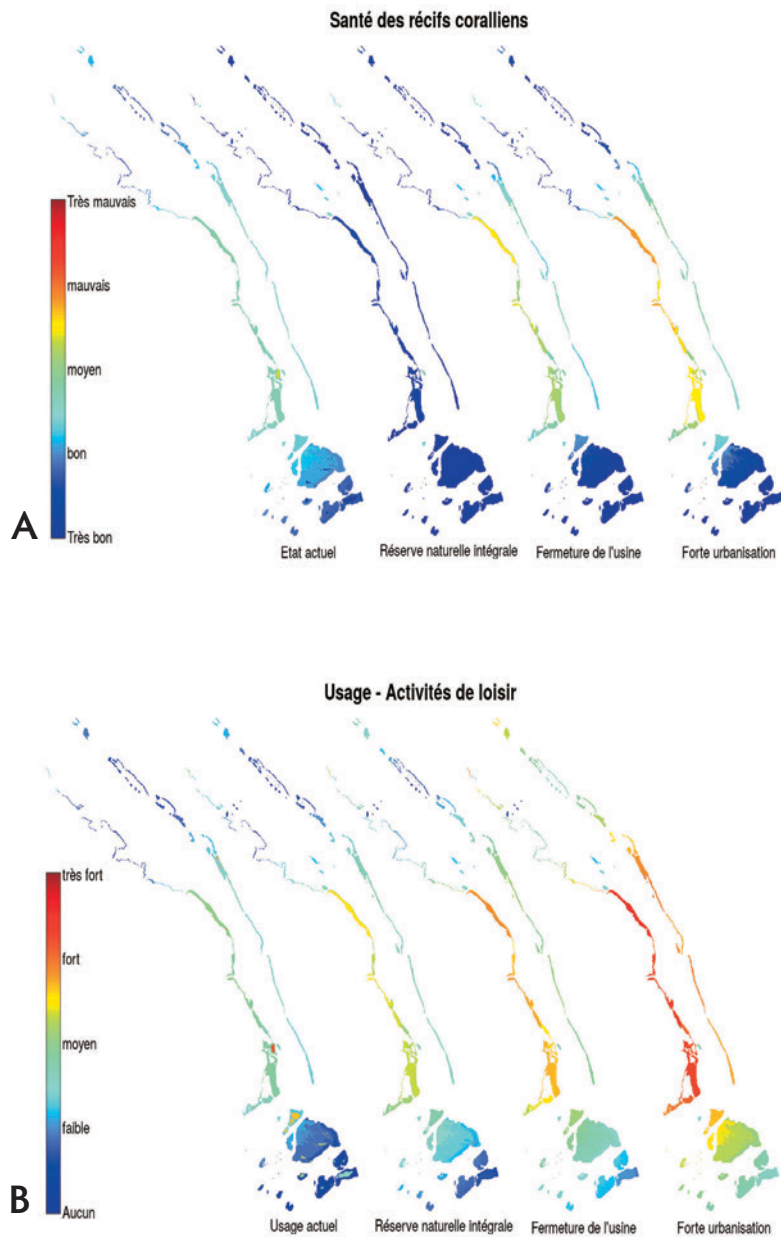 Santé des récifs coralliens
Très mauvais
mauvais
moyen
bon
Très bon
A
Etat actuel
Réserve naturelle intégrale
Fermeture de l'usine
Forte urbanisation
Usage - Activités de loisir
très fort
fort
moyen
faible
Aucun
B
Usage actuel
Réserve naturelle intégrale
Fermeture de l'usine
Forte urbanisation